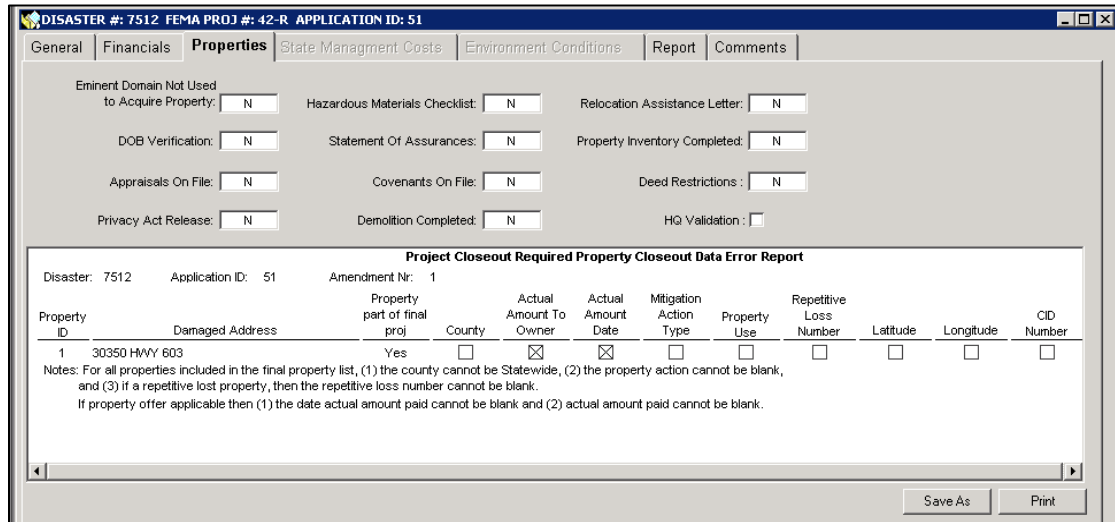 DISASTER #: 7512 FEMA PROJ #: 42-R APPLICATION ID: 51
General Financials Properties State Managment Costs Environment Conditions Report Comments
Eminent Domain Not Used
to Acquire Property: N Hazardous Materials Checklist: N Relocation Assistance Letter: N
DOB Verification: N Statement Of Assurances: N Property Inventory Completed: N
Appraisals On File: N Covenants On File: N Deed Restrictions : N
Privacy Act Release: N Demolition Completed: N HQ Validation :
Project Closeout Required Property Closeout Data Error Report
Disaster: 7512 Application ID: 51 Amendment Nr: 1
Property Actual Actual Mitigation Repetitive
Property part of final Amount To Amount Action Property Loss CID
ID Damaged Address proj County Owner Date Type Use Number Latitude Longitude Number
1 30350 HWY 603 Yes
Notes: For all properties included in the final property list, (1) the county cannot be Statewide, (2) the property action cannot be blank,
and (3) if a repetitive lost property, then the repetitive loss number cannot be blank.
If property offer applicable then (1) the date actual amount paid cannot be blank and (2) actual amount paid cannot be blank.
Save As Print